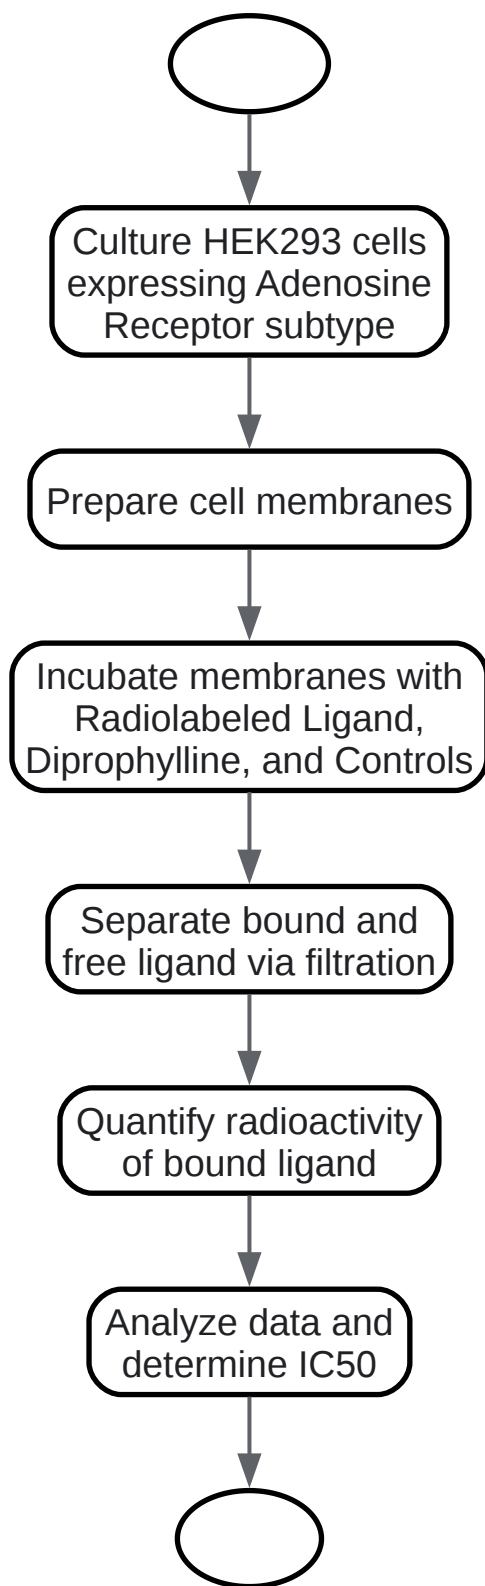 Culture HEK293 cells
expressing Adenosine
Receptor subtype
Prepare cell membranes
Incubate membranes with
Radiolabeled Ligand,
Diprophylline, and Controls
Separate bound and
free ligand via filtration
Quantify radioactivity
of bound ligand
Analyze data and
determine IC50